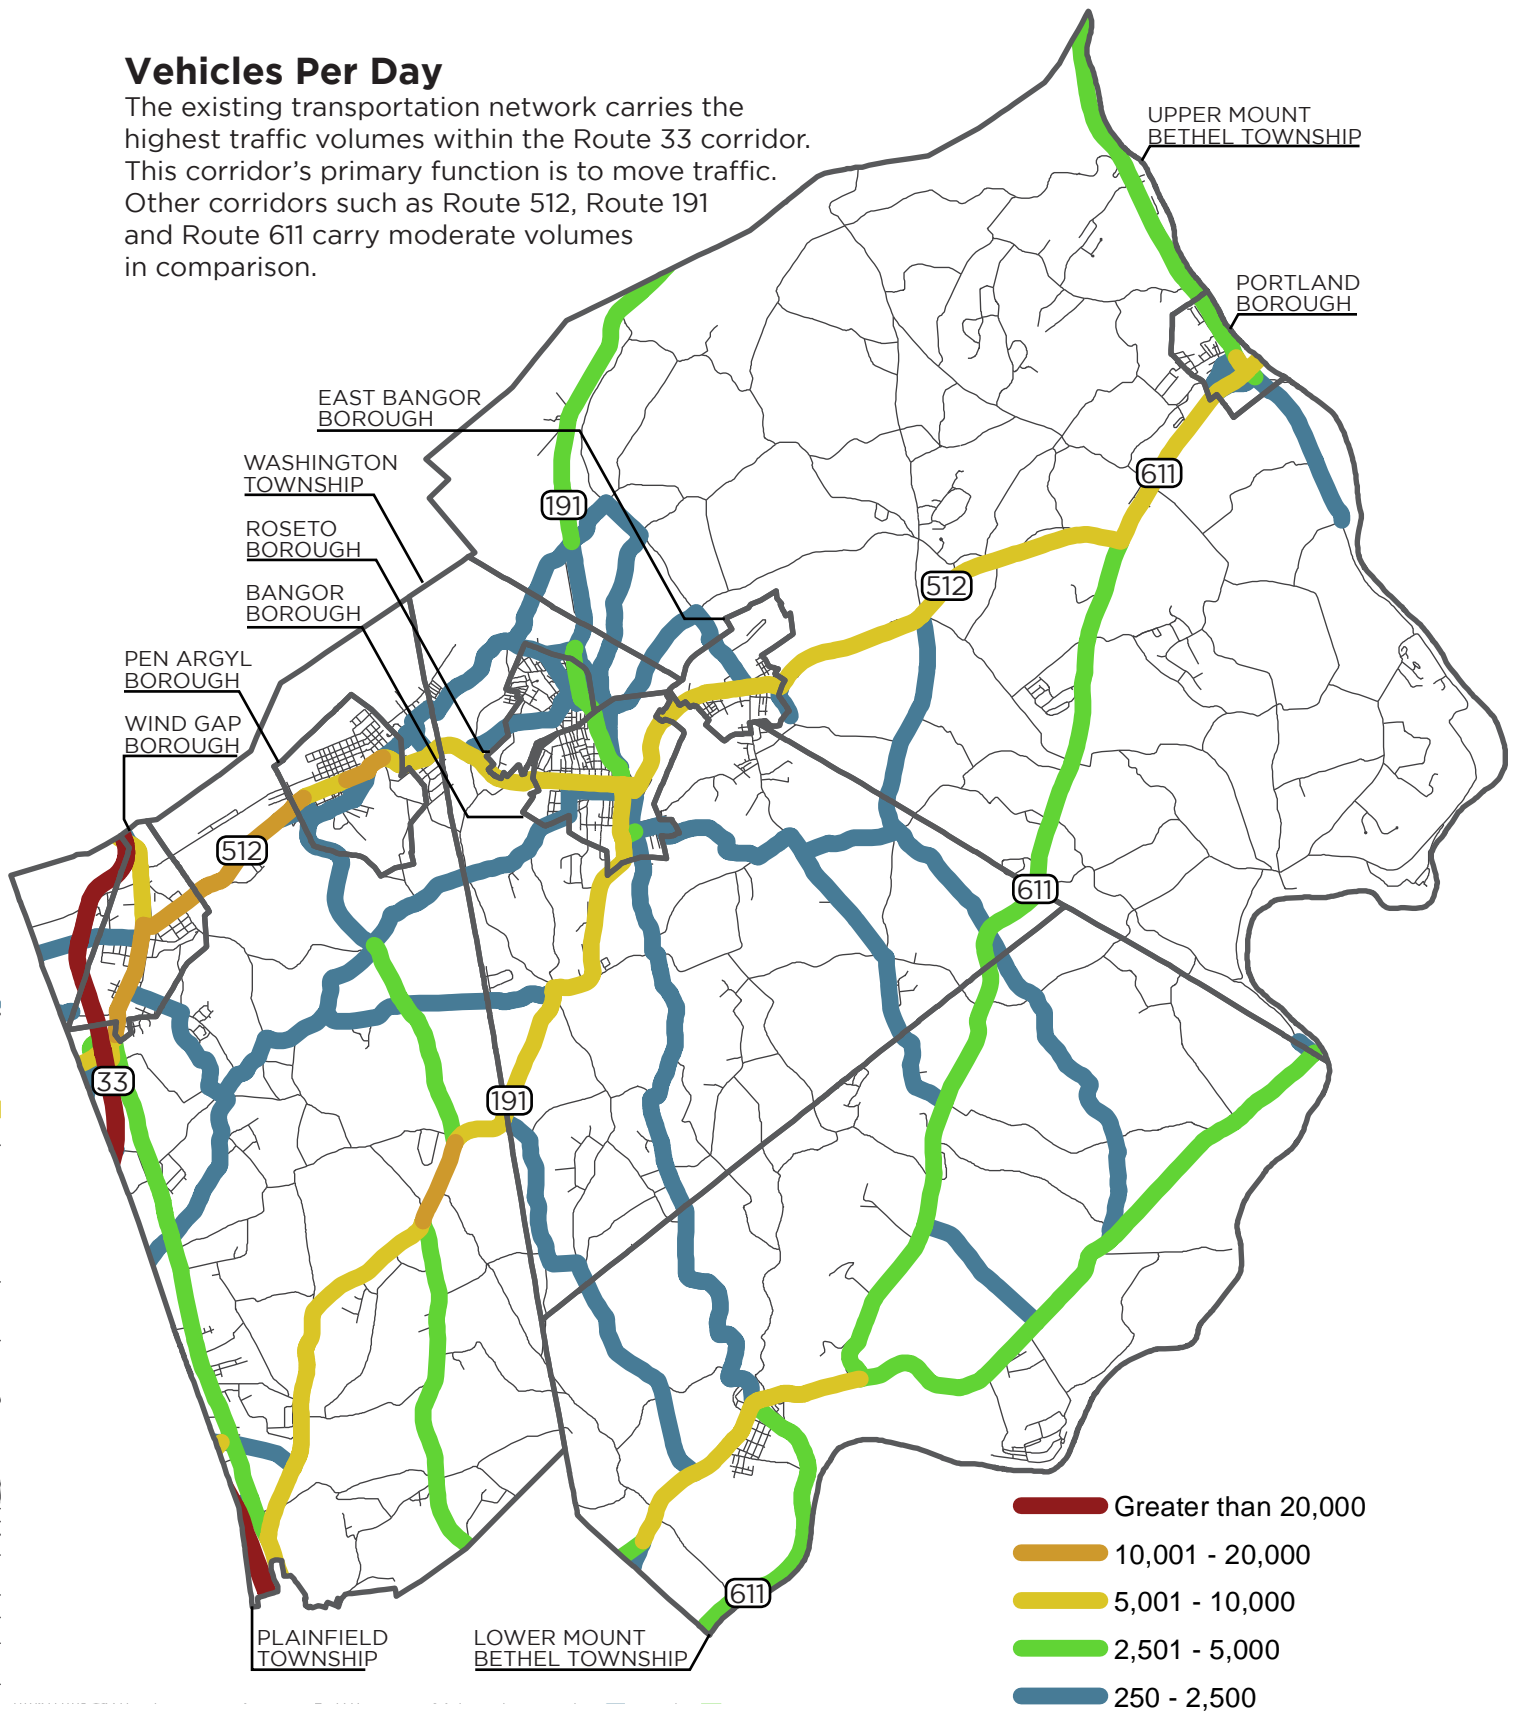 Vehicles Per Day
The existing transportation network carries the
highest traffic volumes within the Route 33 corridor.
This corridor's primary function is to move traffic.
Other corridors such as Route 512, Route 191
and Route 611 carry moderate volumes
in comparison.
UPPER MOUNT
BETHEL TOWNSHIP
PORTLAND
BOROUGH
EAST BANGOR
BOROUGH
WASHINGTON
TOWNSHIP
ROSETO
BOROUGH
BANGOR
BOROUGH
PEN ARGYL
BOROUGH
WIND GAP
BOROUGH
191
611
512
512
611
33
191
611
PLAINFIELD
TOWNSHIP
LOWER MOUNT
BETHEL TOWNSHIP
Greater than 20,000
10,001 - 20,000
5,001 - 10,000
2,501 - 5,000
250 - 2,500